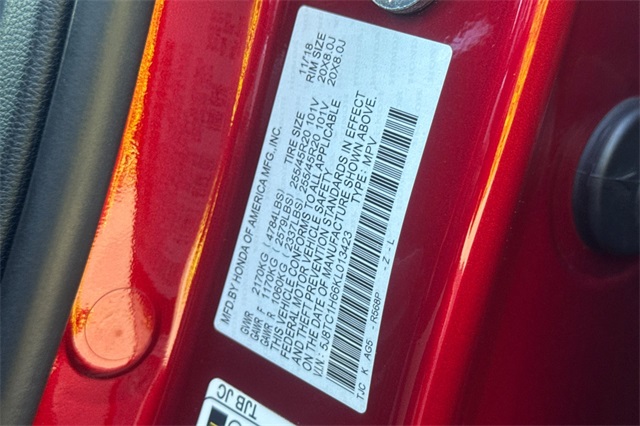 MFD.BY HONDA OF AMERICA MFG.,INC. 11/18
TIRE SIZE RIM SIZE
GVWR 2170KG (4784LBS)
GAWR F 1170KG (2579LBS) 255/45R20 101V 20X8.0J
GAWR R 1060KG (2337LBS) 255/45R20 101V 20X8.0J
THIS VEHICLE CONFORMS TO ALL APPLICABLE
FEDERAL MOTOR VEHICLE SAFETY
AND THEFT PREVENTION STANDARDS IN EFFECT
ON THE DATE OF MANUFACTURE SHOWN ABOVE.
V.I.N.: 5J8TC1H66KL013423 TYPE: MPV
TJC K AG5 - R568P - Z - L
TJB JC